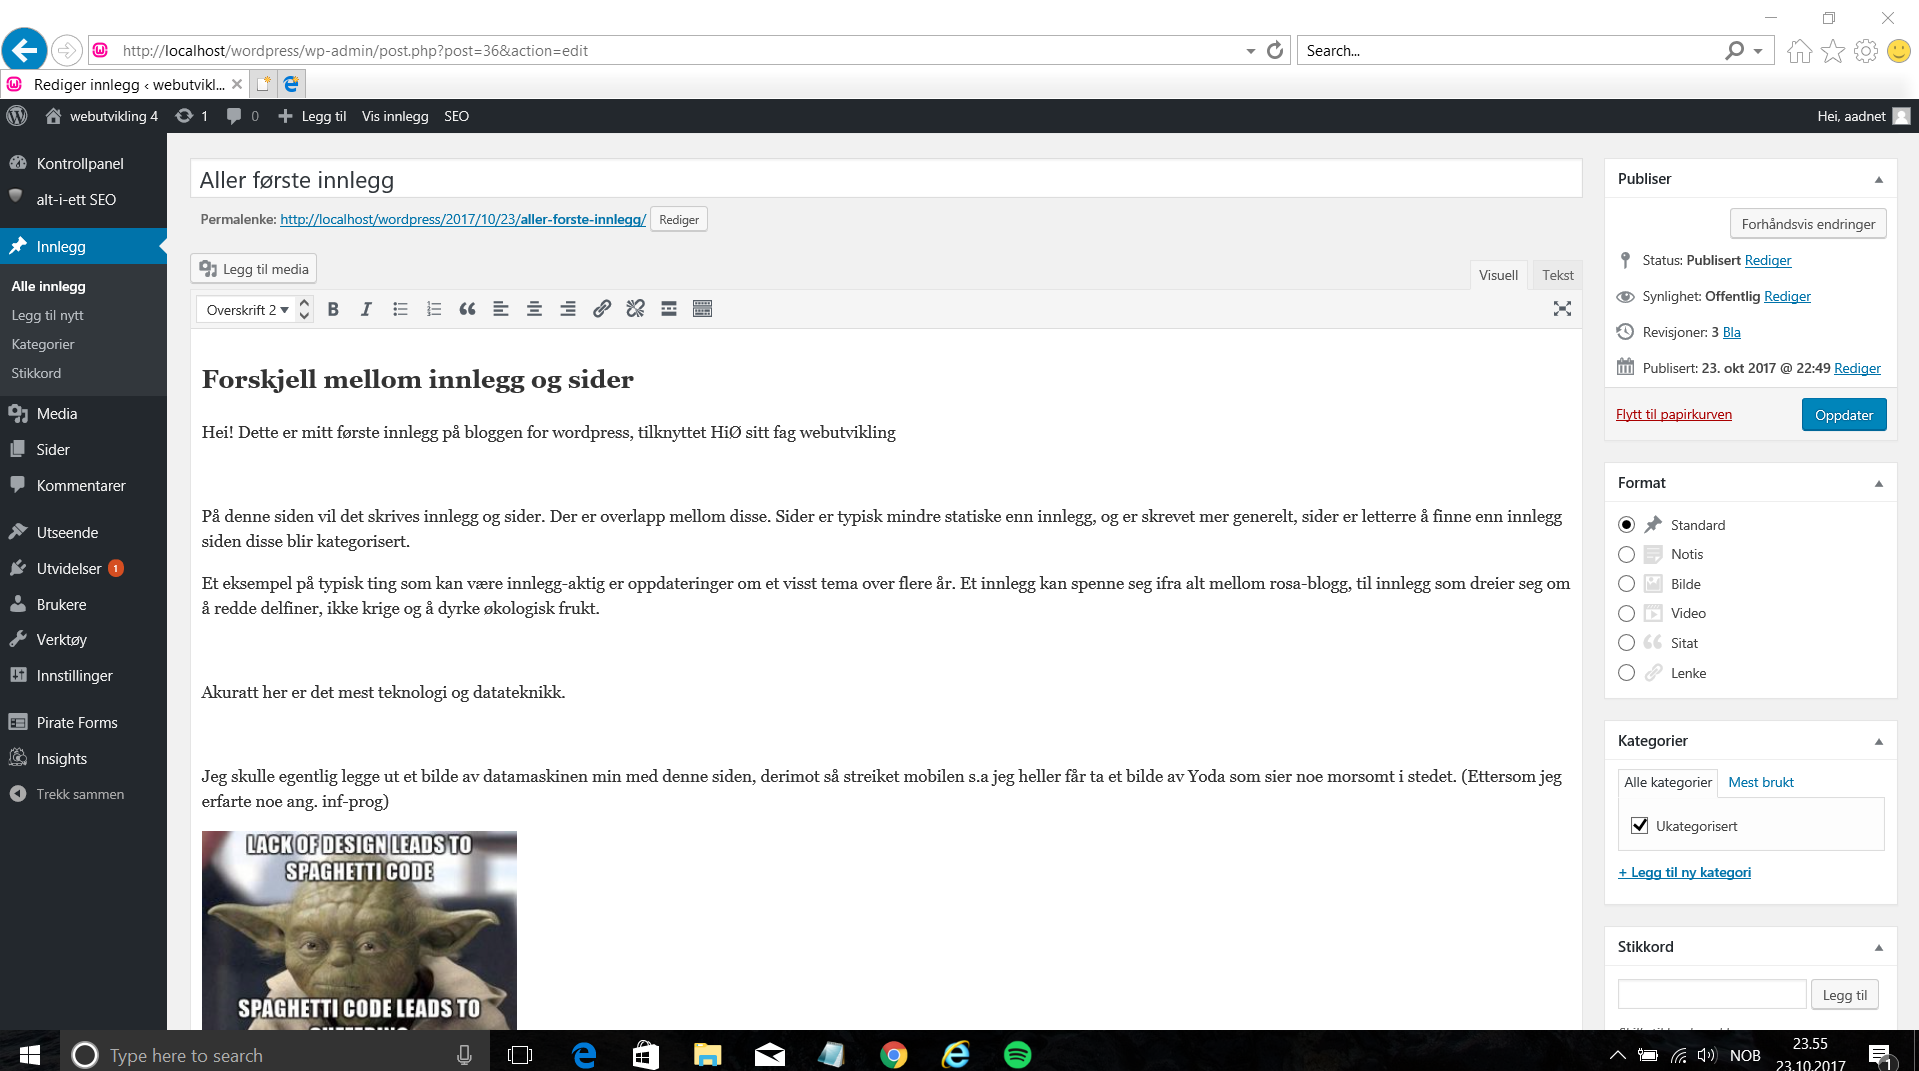 http://localhost/wordpress/wp-admin/post.php?post=36&action=edit
Search...
Rediger innlegg ‹ webutvikl...
webutvikling 4
1
0
Legg til
Vis innlegg
SEO
Hei, aadnet
Kontrollpanel
alt-i-ett SEO
Innlegg
Alle innlegg
Legg til nytt
Kategorier
Stikkord
Media
Sider
Kommentarer
Utseende
Utvidelser 1
Brukere
Verktøy
Innstillinger
Pirate Forms
Insights
Trekk sammen
Aller første innlegg
Permalenke: http://localhost/wordpress/2017/10/23/aller-forste-innlegg/ Rediger
Legg til media
Visuell
Tekst
Overskrift 2
B I
Forskjell mellom innlegg og sider
Hei! Dette er mitt første innlegg på bloggen for wordpress, tilknyttet HiØ sitt fag webutvikling
På denne siden vil det skrives innlegg og sider. Der er overlapp mellom disse. Sider er typisk mindre statiske enn innlegg, og er skrevet mer generelt, sider er letterre å finne enn innlegg
siden disse blir kategorisert.
Et eksempel på typisk ting som kan være innlegg-aktig er oppdateringer om et visst tema over flere år. Et innlegg kan spenne seg ifra alt mellom rosa-blogg, til innlegg som dreier seg om
å redde delfiner, ikke krige og å dyrke økologisk frukt.
Akuratt her er det mest teknologi og datateknikk.
Jeg skulle egentlig legge ut et bilde av datamaskinen min med denne siden, derimot så streiket mobilen s.a jeg heller får ta et bilde av Yoda som sier noe morsomt i stedet. (Ettersom jeg
erfarte noe ang. inf-prog)
LACK OF DESIGN LEADS TO
SPAGHETTI CODE
SPAGHETTI CODE LEADS TO
Publiser
Forhåndsvis endringer
Status: Publisert Rediger
Synlighet: Offentlig Rediger
Revisjoner: 3 Bla
Publisert: 23. okt 2017 @ 22:49 Rediger
Flytt til papirkurven
Oppdater
Format
Standard
Notis
Bilde
Video
Sitat
Lenke
Kategorier
Alle kategorier
Mest brukt
Ukategorisert
+ Legg til ny kategori
Stikkord
Legg til
Type here to search
NOB
23.55
23.10.2017
1